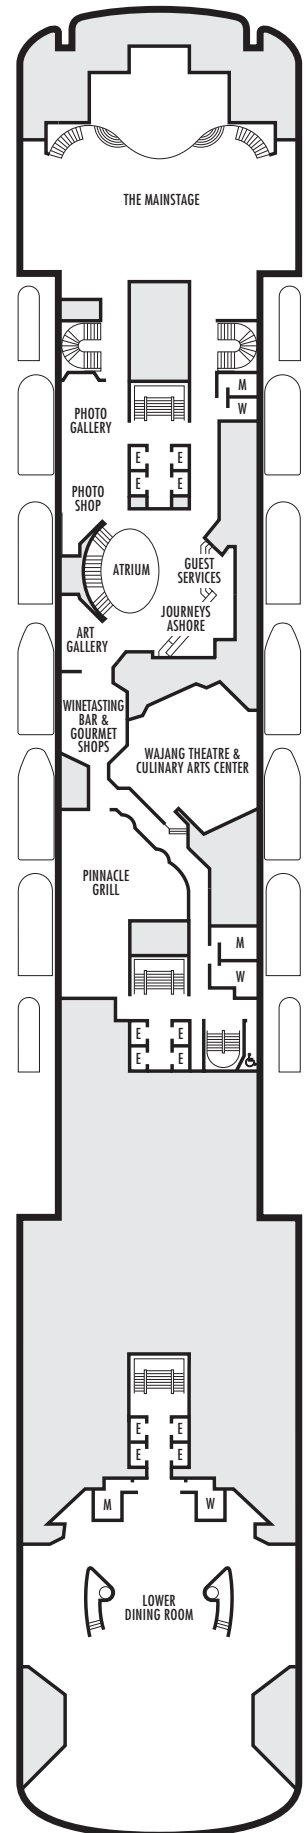 THE MAINSTAGE
M
W
PHOTO
GALLERY
E E
E E
PHOTO
SHOP
ATRIUM
GUEST
SERVICES
JOURNEYS
ASHORE
ART
GALLERY
WINETASTING
BAR &
GOURMET
SHOPS
WAJANG THEATRE &
CULINARY ARTS CENTER
PINNACLE
GRILL
M
W
E E
E E
E E
E E
M W
LOWER
DINING ROOM